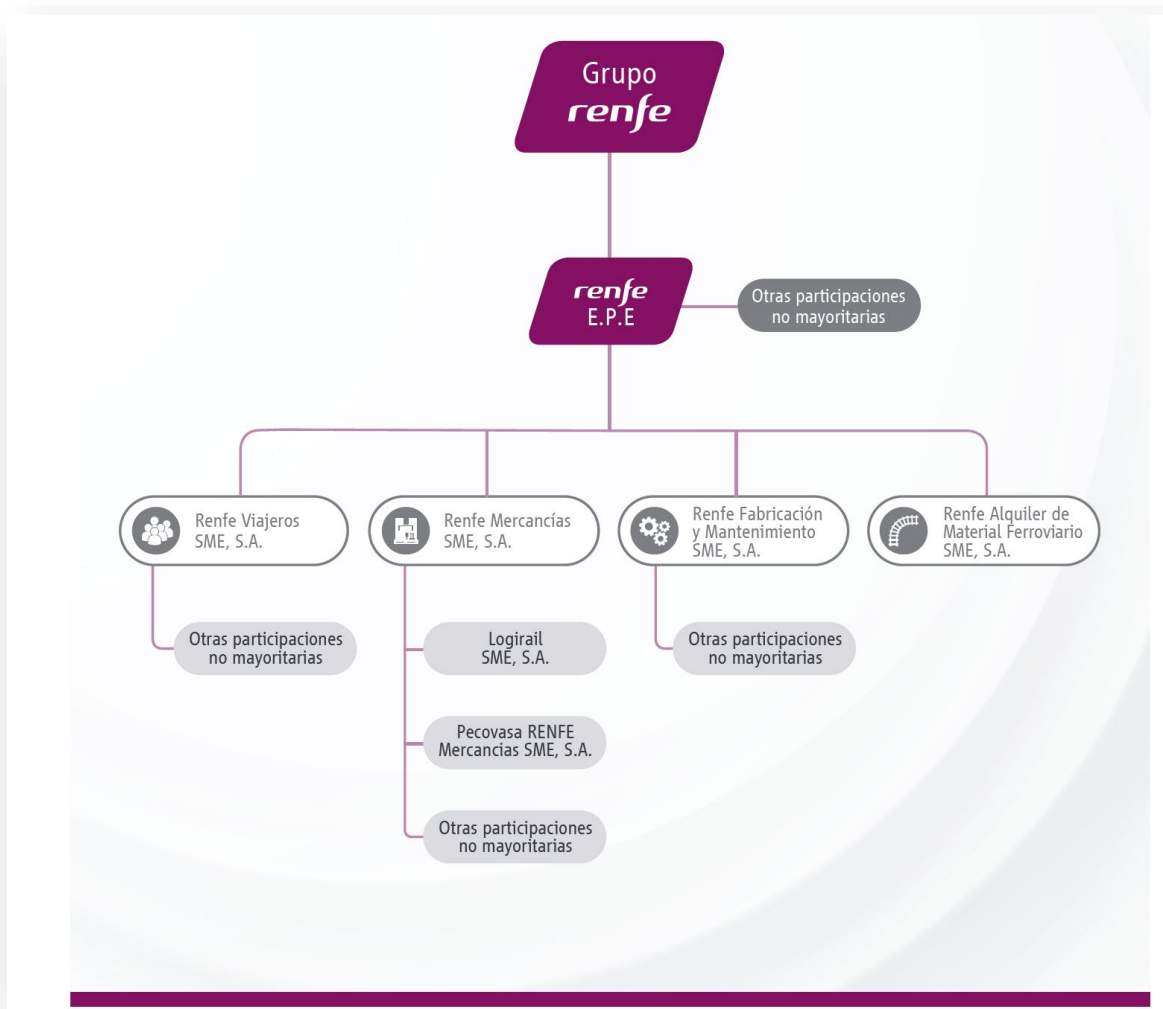 Grupo
renfe
renfe
E.P.E
Otras participaciones
no mayoritarias
Renfe Viajeros
SME, S.A.
Renfe Mercancías
SME, S.A.
Renfe Fabricación
y Mantenimiento
SME, S.A.
Renfe Alquiler de
Material Ferroviario
SME, S.A.
Otras participaciones
no mayoritarias
Logirail
SME, S.A.
Otras participaciones
no mayoritarias
Pecovasa RENFE
Mercancias SME, S.A.
Otras participaciones
no mayoritarias